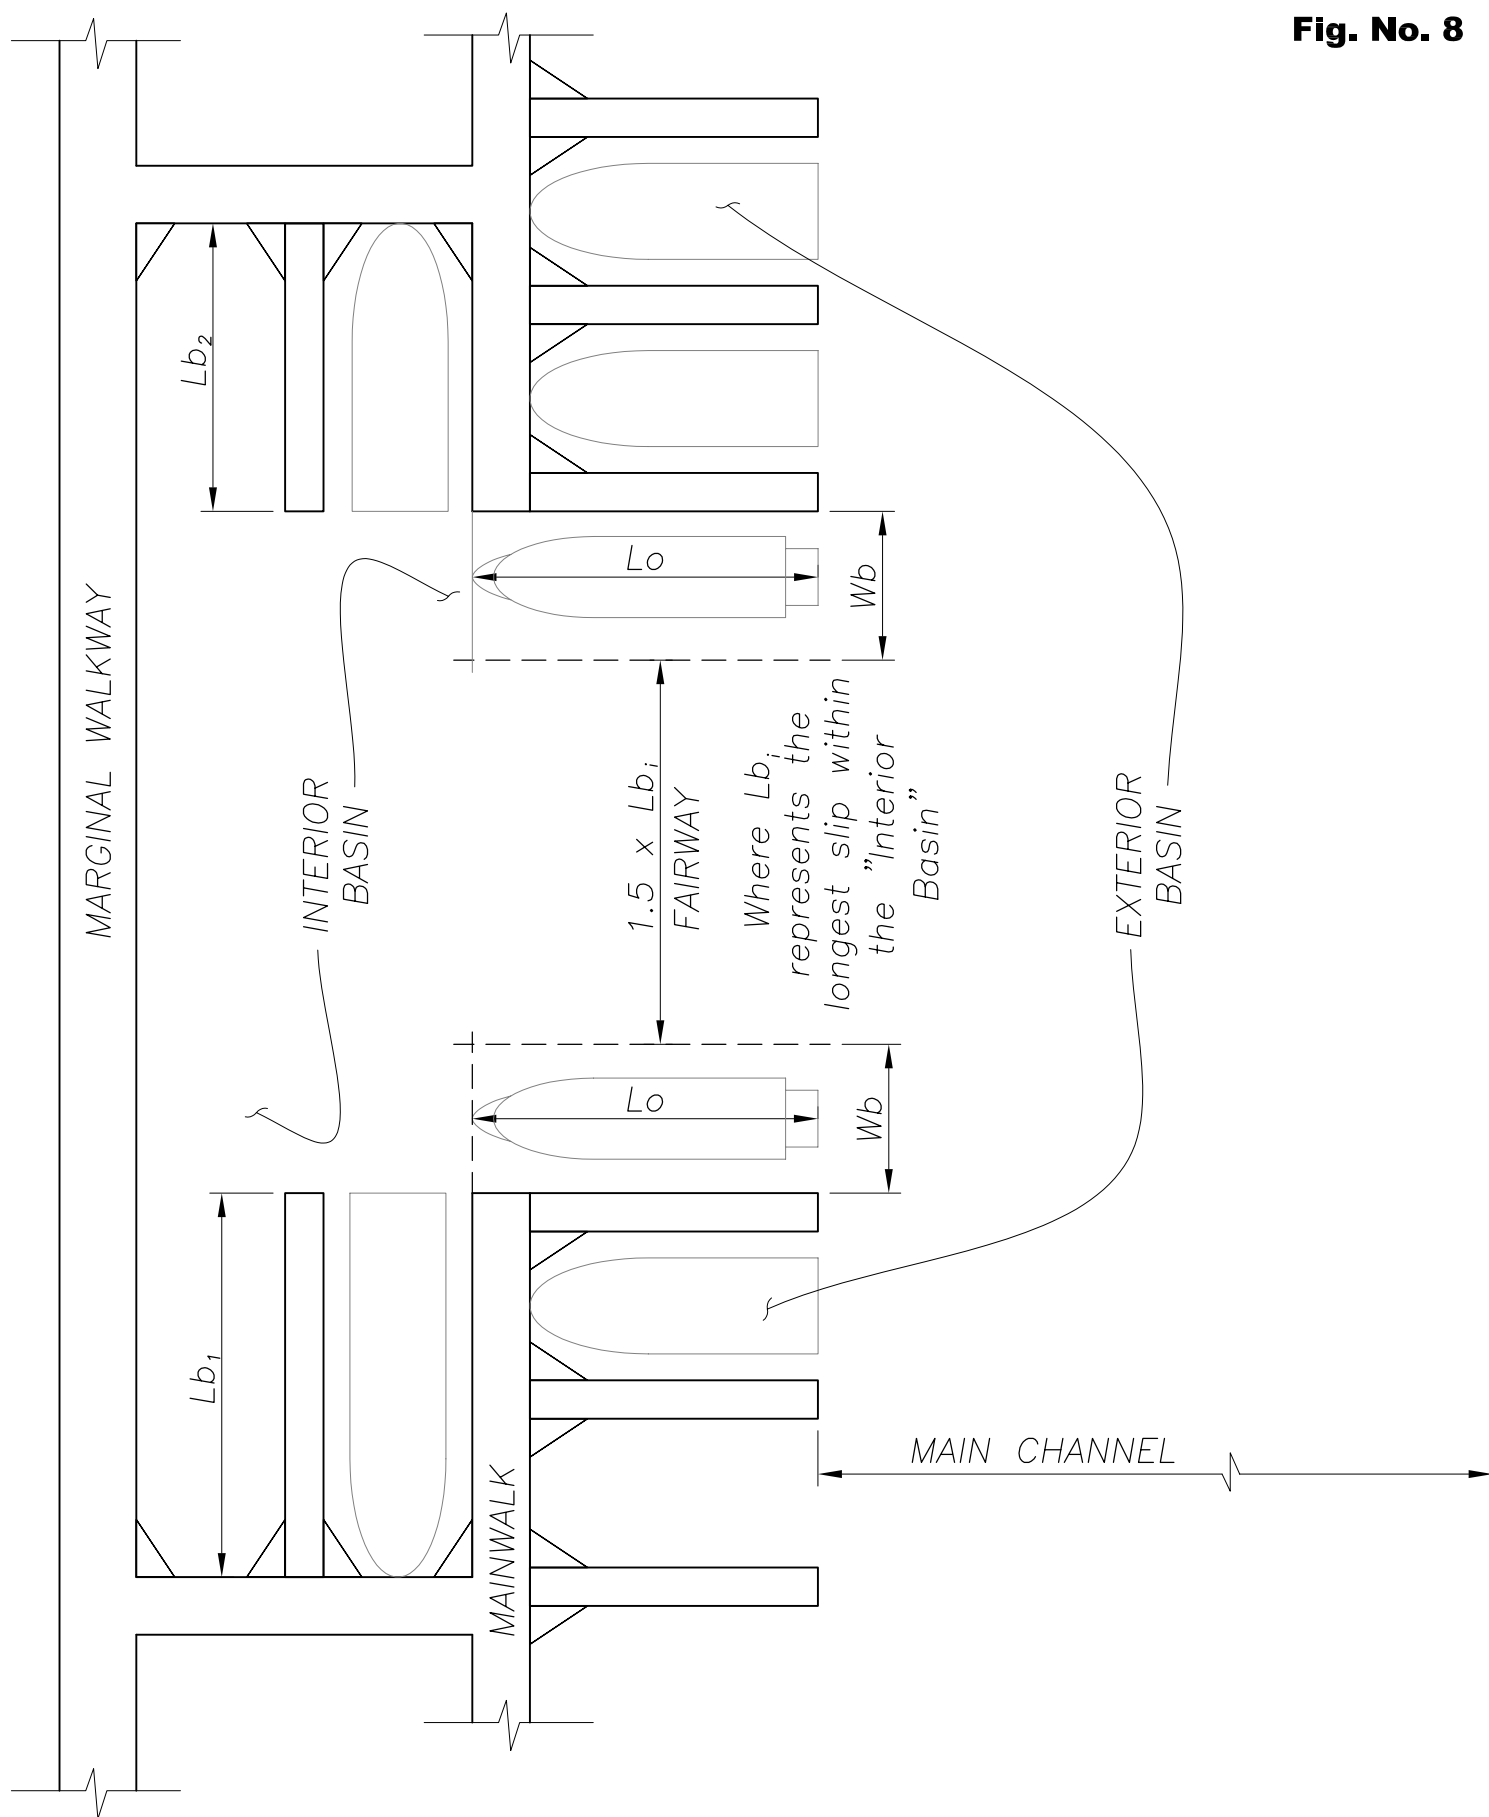 Fig. No. 8
Lb₂
Lo
Wb
MARGINAL WALKWAY
INTERIOR
BASIN
1.5 x Lbᵢ
FAIRWAY
Where Lbᵢ
represents the
longest slip within
the "Interior
Basin"
EXTERIOR
BASIN
Lo
Wb
Lb₁
MAINWALK
MAIN CHANNEL